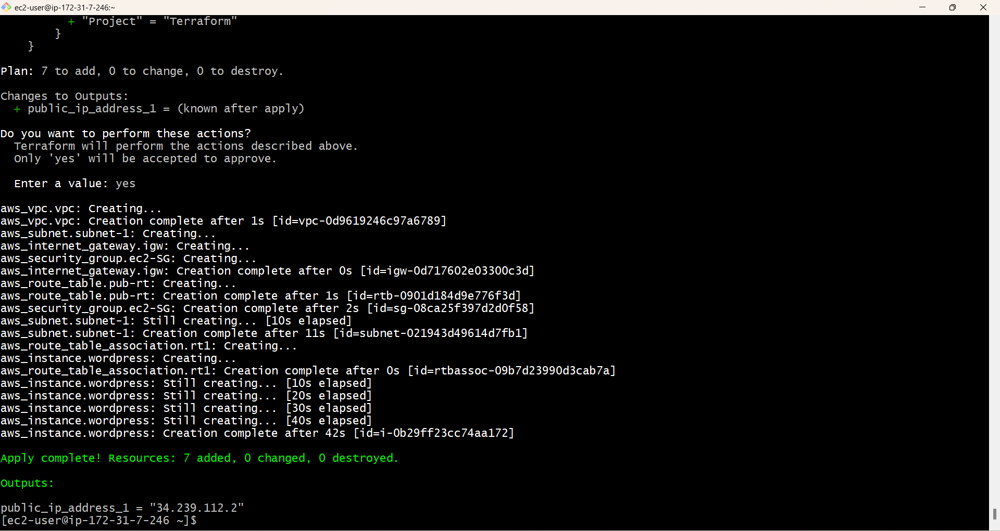 ec2-user@ip-172-31-7-246:~
+ "Project" = "Terraform"
}
}
Plan: 7 to add, 0 to change, 0 to destroy.
Changes to Outputs:
+ public_ip_address_1 = (known after apply)
Do you want to perform these actions?
Terraform will perform the actions described above.
Only 'yes' will be accepted to approve.
Enter a value: yes
aws_vpc.vpc: Creating...
aws_vpc.vpc: Creation complete after 1s [id=vpc-0d9619246c97a6789]
aws_subnet.subnet-1: Creating...
aws_internet_gateway.igw: Creating...
aws_security_group.ec2-SG: Creating...
aws_internet_gateway.igw: Creation complete after 0s [id=igw-0d717602e03300c3d]
aws_route_table.pub-rt: Creating...
aws_route_table.pub-rt: Creation complete after 1s [id=rtb-0901d184d9e776f3d]
aws_security_group.ec2-SG: Creation complete after 2s [id=sg-08ca25f397d2d0f58]
aws_subnet.subnet-1: Still creating... [10s elapsed]
aws_subnet.subnet-1: Creation complete after 11s [id=subnet-021943d49614d7fb1]
aws_route_table_association.rt1: Creating...
aws_instance.wordpress: Creating...
aws_route_table_association.rt1: Creation complete after 0s [id=rtbassoc-09b7d23990d3cab7a]
aws_instance.wordpress: Still creating... [10s elapsed]
aws_instance.wordpress: Still creating... [20s elapsed]
aws_instance.wordpress: Still creating... [30s elapsed]
aws_instance.wordpress: Still creating... [40s elapsed]
aws_instance.wordpress: Creation complete after 42s [id=i-0b29ff23cc74aa172]
Apply complete! Resources: 7 added, 0 changed, 0 destroyed.
Outputs:
public_ip_address_1 = "34.239.112.2"
[ec2-user@ip-172-31-7-246 ~]$